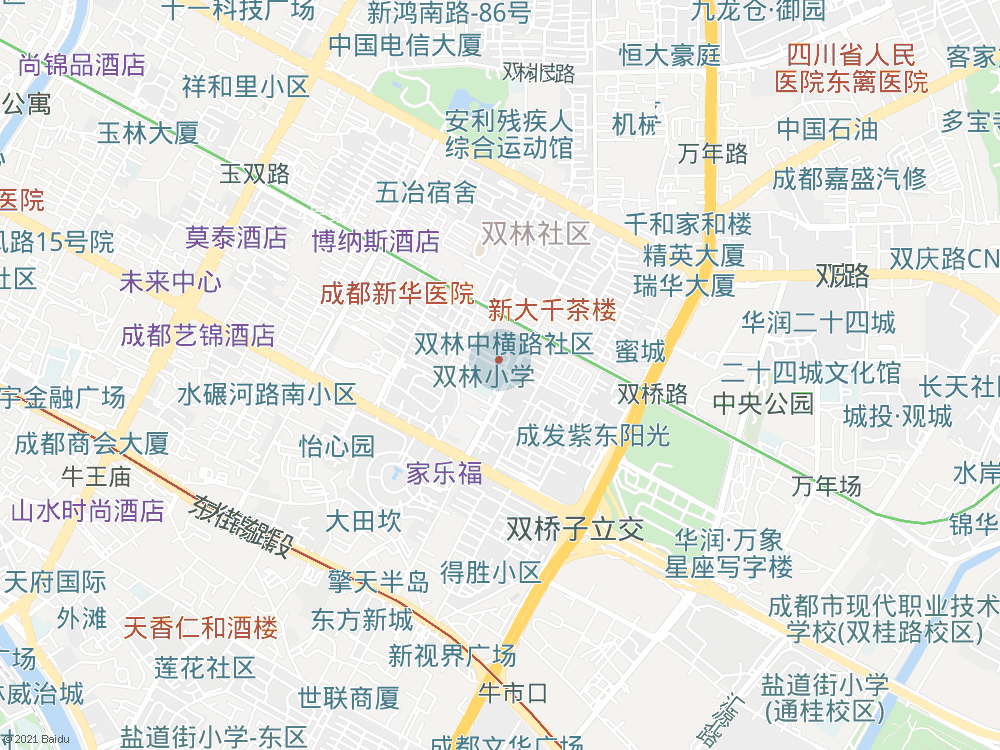 十一科技广场
新鸿南路-86号
九龙仓·御园
中国电信大厦
恒大豪庭
四川省人民
医院东篱医院
尚锦品酒店
祥和里小区
公寓
玉林大厦
安利残疾人
综合运动馆
机械
中国石油
万年路
玉双路
五冶宿舍
成都嘉盛汽修
医院
千和家和楼
双林社区
莫泰酒店
博纳斯酒店
风路15号院
精英大厦
双庆路CN
社区
未来中心
成都新华医院
瑞华大厦
双庆路
新大千茶楼
成都艺锦酒店
华润二十四城
双林中横路社区
蜜城
双林小学
二十四城文化馆
宇金融广场
水碾河路南小区
双桥路
中央公园
长天社
城投·观城
成都商会大厦
怡心园
成发紫东阳光
牛王庙
家乐福
水岸
万年场
山水时尚酒店
大田坎
双桥子立交
锦华
华润·万象
星座写字楼
天府国际
擎天半岛
得胜小区
外滩
天香仁和酒楼
东方新城
成都市现代职业技术
学校(双桂路校区)
新视界广场
莲花社区
林威治城
世联商厦
牛市口
盐道街小学
(通桂校区)
汇源路
盐道街小学-东区
成都文华广场
© 2021 Baidu